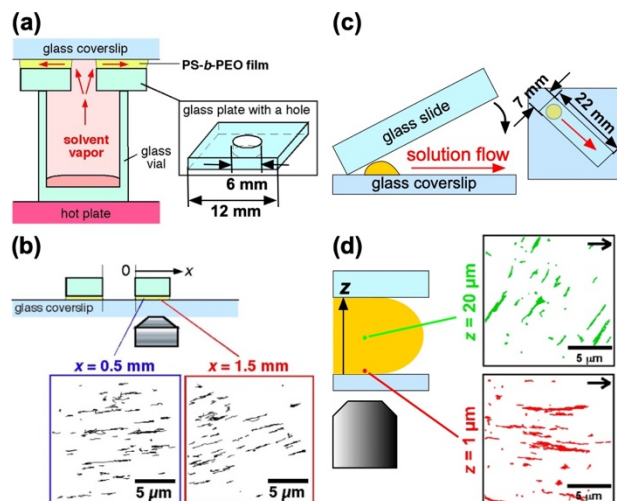 (a)
glass coverslip
PS-b-PEO film
glass plate with a hole
solvent
vapor
glass
vial
6 mm
12 mm
hot plate
(b)
0
x
glass coverslip
x = 0.5 mm
x = 1.5 mm
5 µm
5 µm
(c)
glass slide
solution flow
glass coverslip
7 mm
22 mm
(d)
z
z = 20 µm
5 µm
z = 1 µm
5 µm